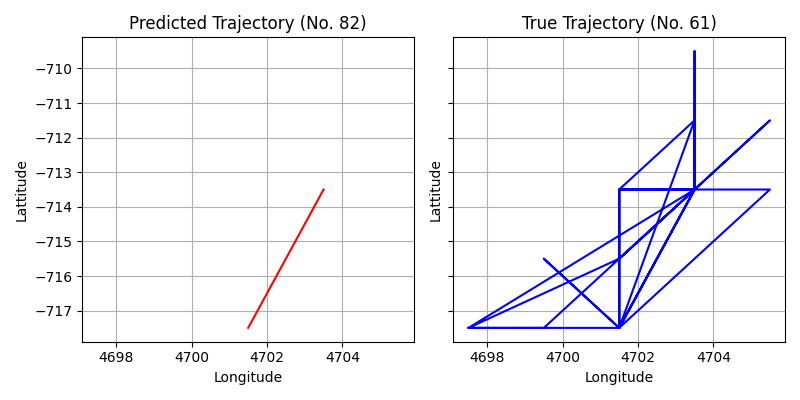 Predicted Trajectory (No. 82)
True Trajectory (No. 61)
−710
−711
−712
−713
−714
−715
−716
−717
Lattitude
Lattitude
4698 4700 4702 4704
4698 4700 4702 4704
Longitude
Longitude